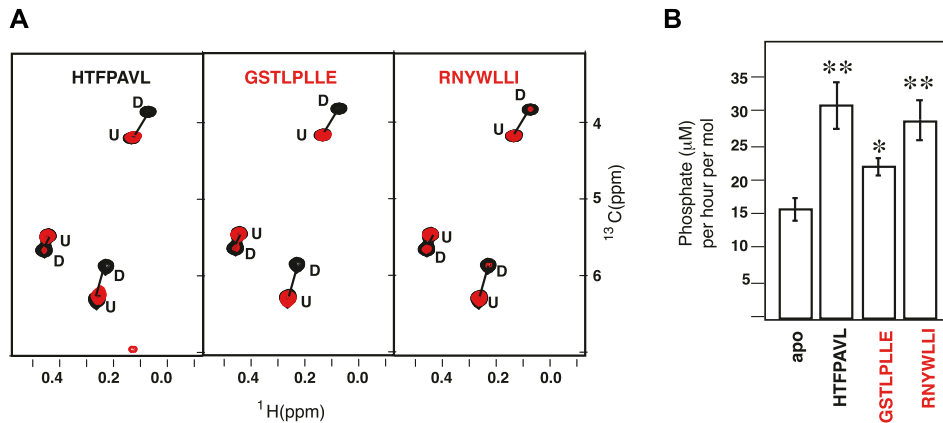 A
HTFPAVL
GSTLPLLE
RNYWLLI
D
U
D
U
D
U
4
5
6
¹³C(ppm)
U
D
D
U
U
D
D
U
U
D
D
U
0.4 0.2 0.0
0.4 0.2 0.0
0.4 0.2 0.0
¹H(ppm)
B
Phosphate (μM)
per hour per mol
35
30
25
20
15
10
5
**
*
**
apo
HTFPAVL
GSTLPLLE
RNYWLLI